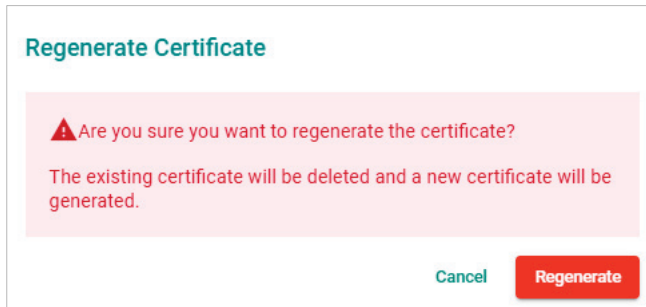 Regenerate Certificate
Are you sure you want to regenerate the certificate?
The existing certificate will be deleted and a new certificate will be
generated.
Cancel
Regenerate